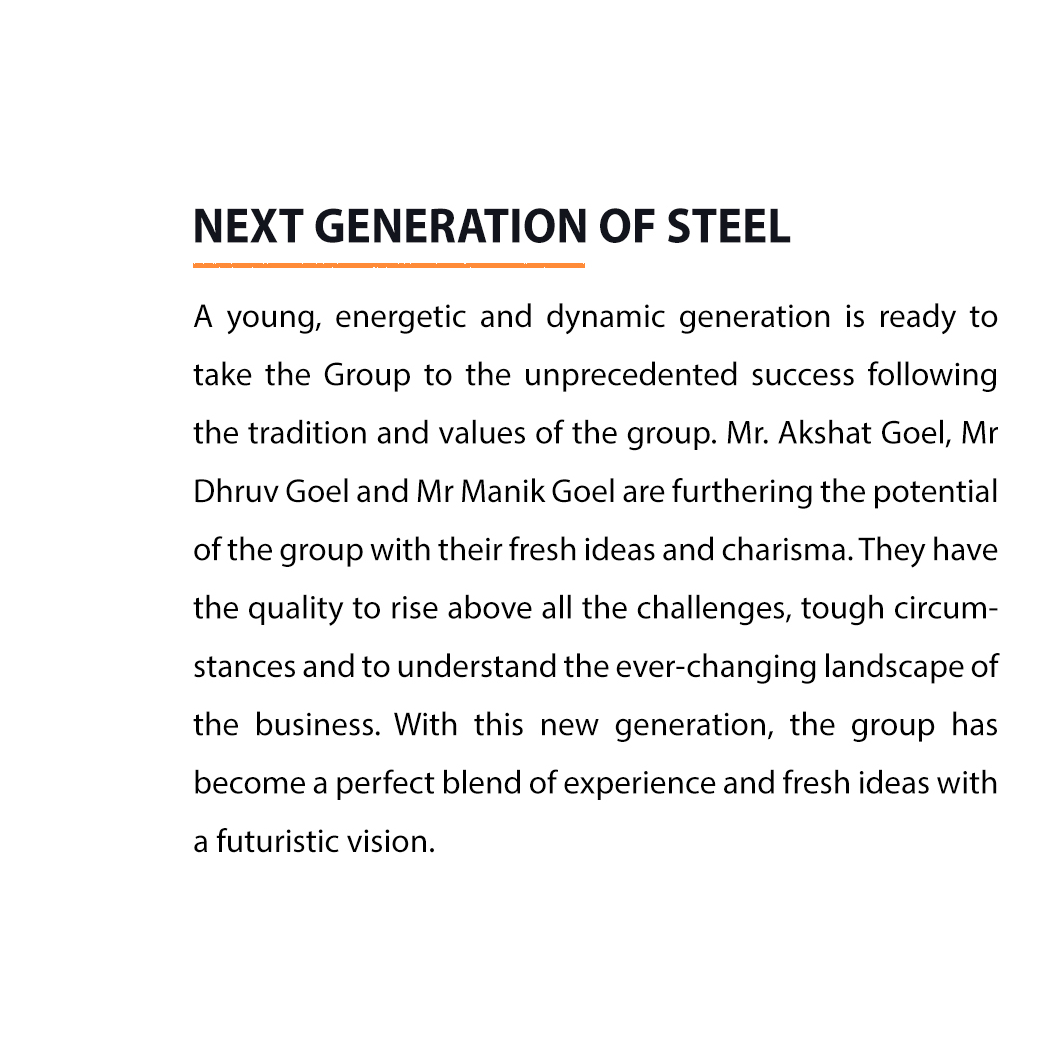 NEXT GENERATION OF STEEL
A young, energetic and dynamic generation is ready to
take the Group to the unprecedented success following
the tradition and values of the group. Mr. Akshat Goel, Mr
Dhruv Goel and Mr Manik Goel are furthering the potential
of the group with their fresh ideas and charisma. They have
the quality to rise above all the challenges, tough circum-
stances and to understand the ever-changing landscape of
the business. With this new generation, the group has
become a perfect blend of experience and fresh ideas with
a futuristic vision.